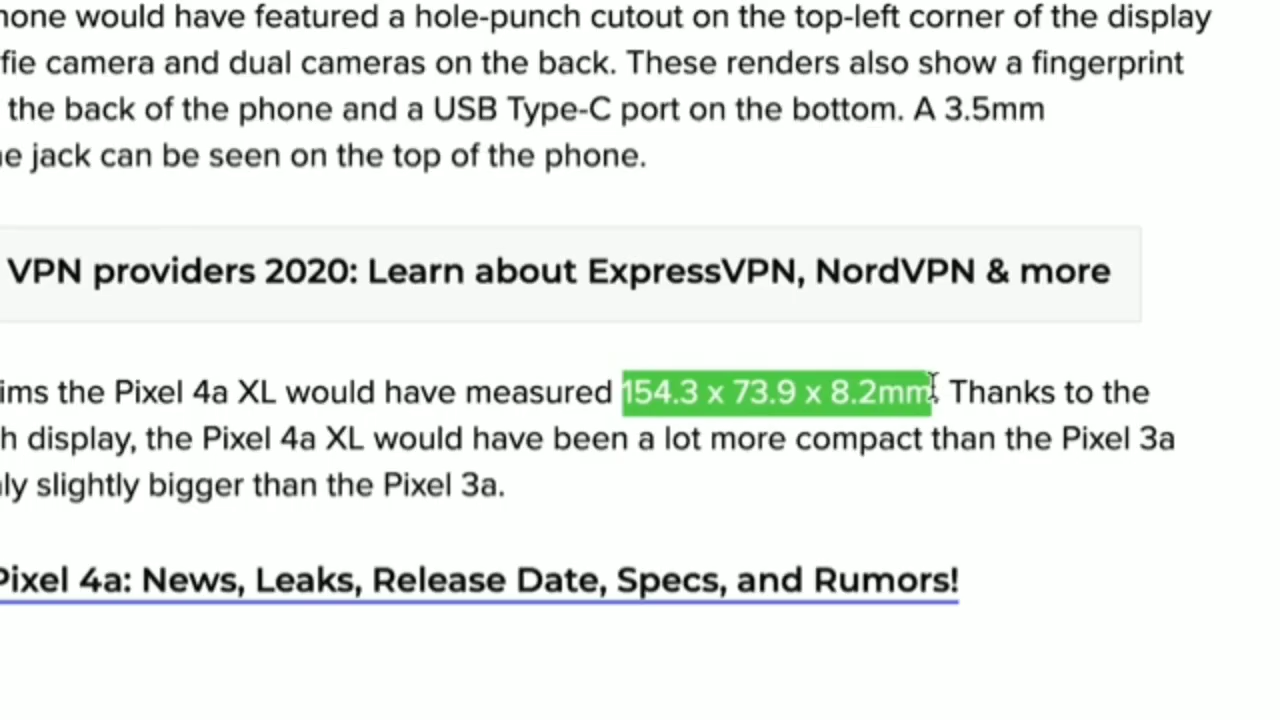 would have featured a hole-punch cutout on the top-left corner of the display
camera and dual cameras on the back. These renders also show a fingerprint
the back of the phone and a USB Type-C port on the bottom. A 3.5mm
jack can be seen on the top of the phone.
VPN providers 2020: Learn about ExpressVPN, NordVPN & more
the Pixel 4a XL would have measured 154.3 x 73.9 x 8.2mm. Thanks to the
display, the Pixel 4a XL would have been a lot more compact than the Pixel 3a
slightly bigger than the Pixel 3a.
Pixel 4a: News, Leaks, Release Date, Specs, and Rumors!